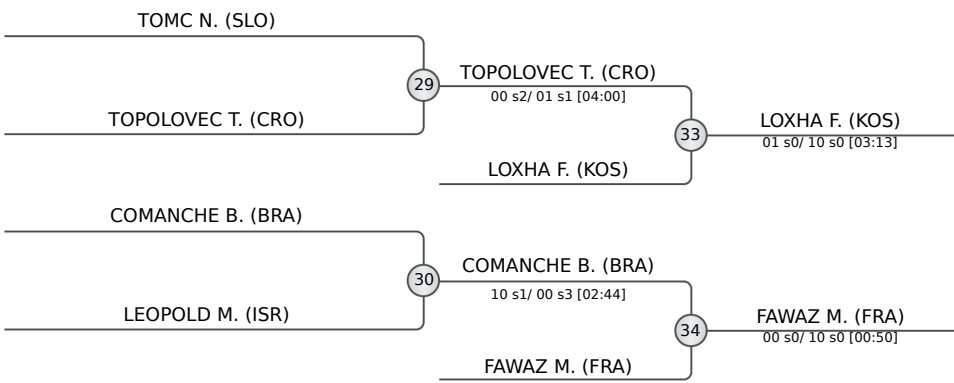 TOMC N. (SLO)
29
TOPOLOVEC T. (CRO)
TOPOLOVEC T. (CRO)
00 s2/ 01 s1 [04:00]
33
LOXHA F. (KOS)
LOXHA F. (KOS)
01 s0/ 10 s0 [03:13]
COMANCHE B. (BRA)
30
LEOPOLD M. (ISR)
COMANCHE B. (BRA)
10 s1/ 00 s3 [02:44]
34
FAWAZ M. (FRA)
FAWAZ M. (FRA)
00 s0/ 10 s0 [00:50]